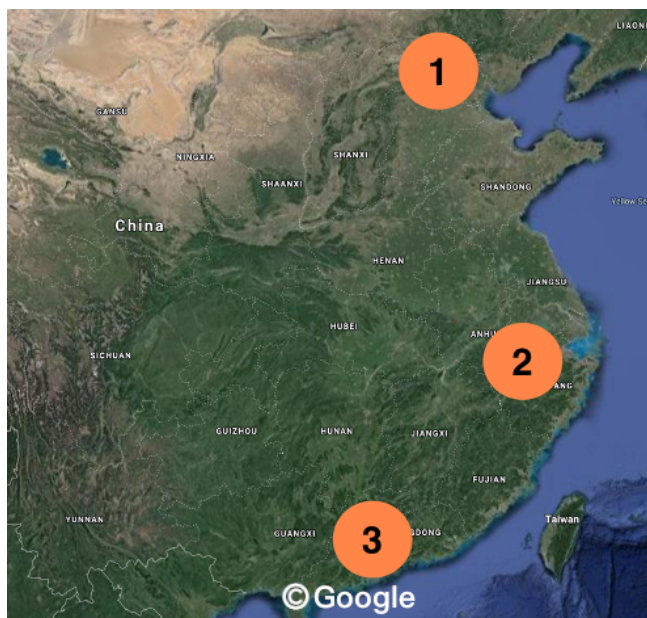 LIAONI
1
GANSU
NINGXIA
SHANXI
SHAANXI
SHANDONG
Yellow Se
China
HENAN
JIANGSU
HUBEI
ANHU
2
SICHUAN
ANG
GUIZHOU
HUNAN
JIANGXI
FUJIAN
YUNNAN
Taiwan
GUANGXI
3
GDONG
© Google